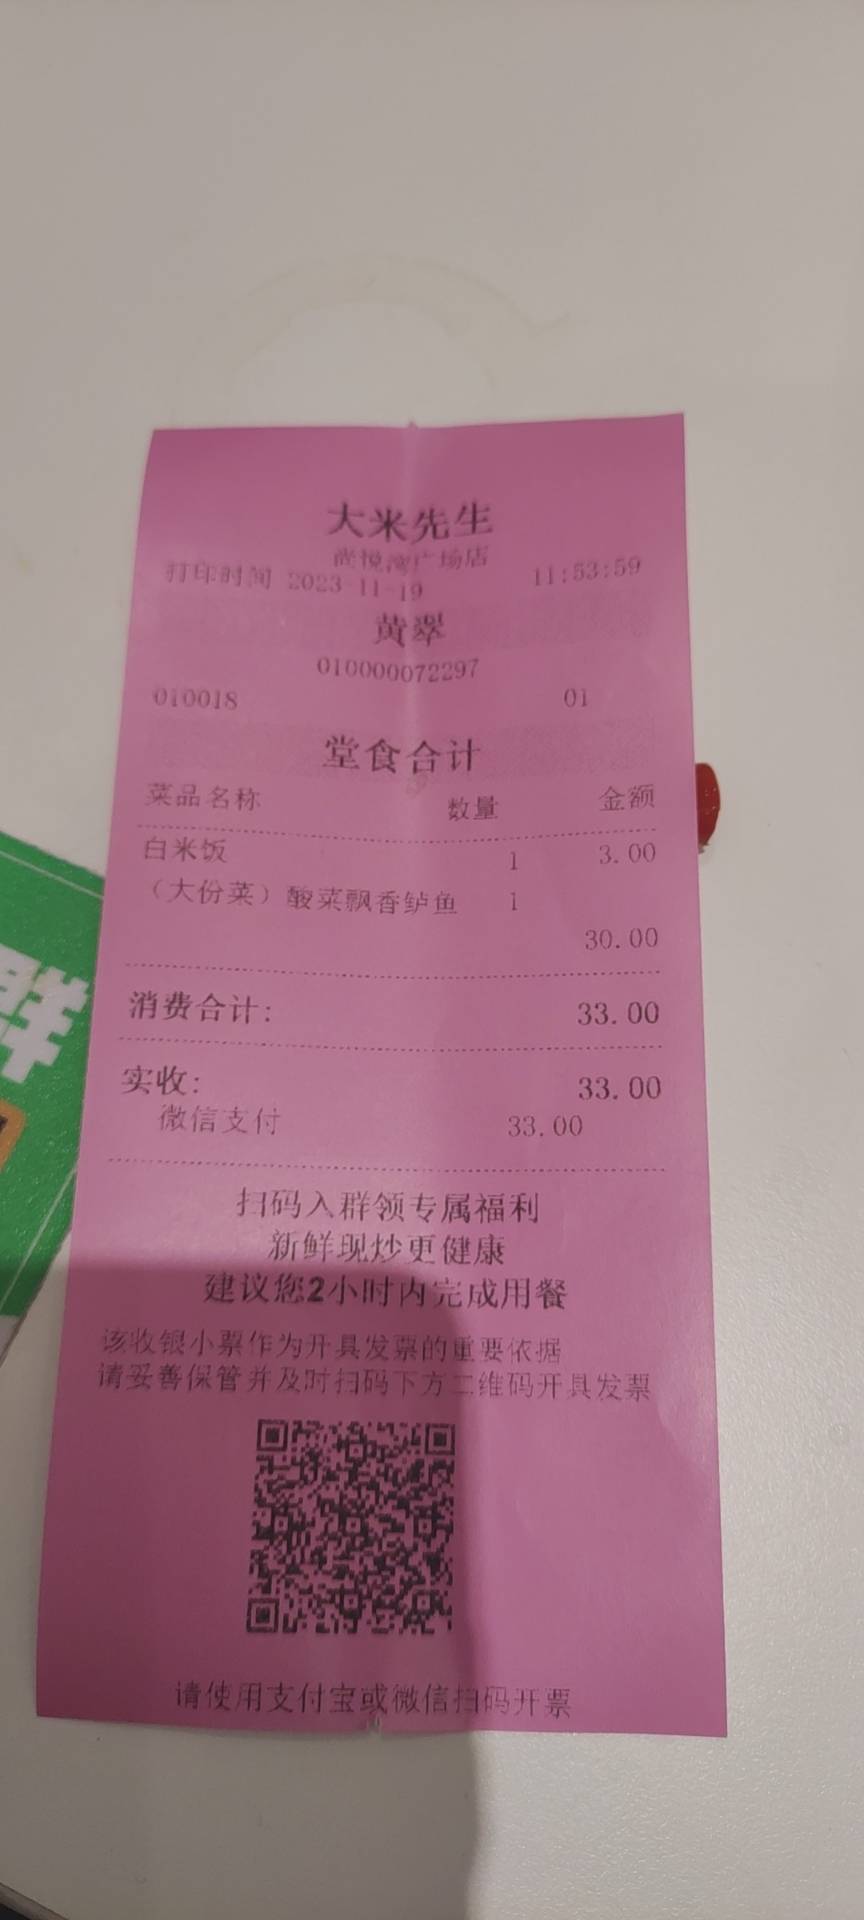 大米先生
尚悦湾广场店
打印时间 2023-11-19 11:53:59
黄翠
010000072297
010018 01
堂食合计
菜品名称 数量 金额
白米饭 1 3.00
（大份菜）酸菜飘香鲈鱼 1
30.00
消费合计: 33.00
实收: 33.00
微信支付 33.00
扫码入群领专属福利
新鲜现炒更健康
建议您2小时内完成用餐
该收银小票作为开具发票的重要依据
请妥善保管并及时扫码下方二维码开具发票
请使用支付宝或微信扫码开票
群